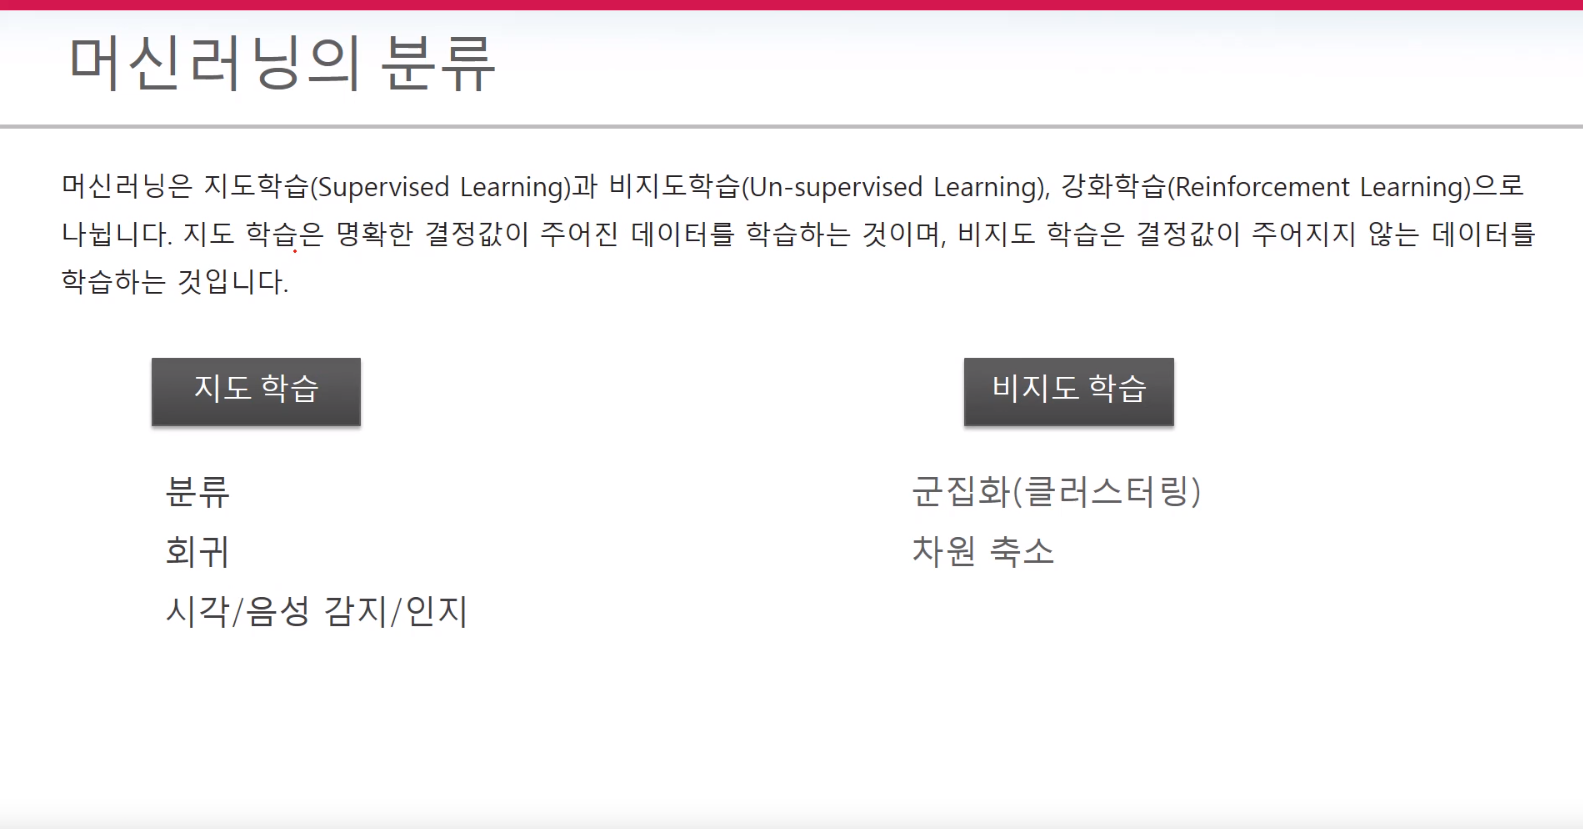 머신러닝의 분류
머신러닝은 지도학습(Supervised Learning)과 비지도학습(Un-supervised Learning), 강화학습(Reinforcement Learning)으로
나뉩니다. 지도 학습은 명확한 결정값이 주어진 데이터를 학습하는 것이며, 비지도 학습은 결정값이 주어지지 않는 데이터를
학습하는 것입니다.
지도 학습
분류
회귀
시각/음성 감지/인지
비지도 학습
군집화(클러스터링)
차원 축소